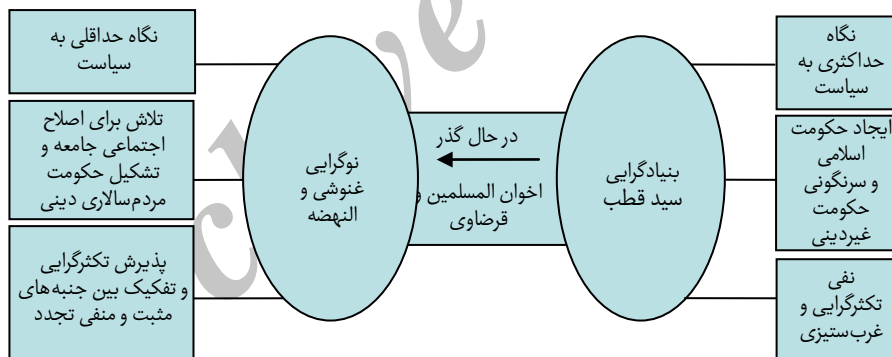 نگاه
حداکثری به
سیاست
ایجاد حکومت
اسلامی
و سرنگونی
حکومت
غیردینی
نفی
تکثرگرایی و
غرب‌ستیزی
بنیادگرایی
سید قطب
در حال گذر
اخوان المسلمین و
قرضاوی
نوگرایی
غنوشی و
النهضه
نگاه حداقلی به
سیاست
تلاش برای اصلاح
اجتماعی جامعه و
تشکیل حکومت
مردم‌سالاری دینی
پذیرش تکثرگرایی
و تفکیک بین جنبه‌های
مثبت و منفی تجدد